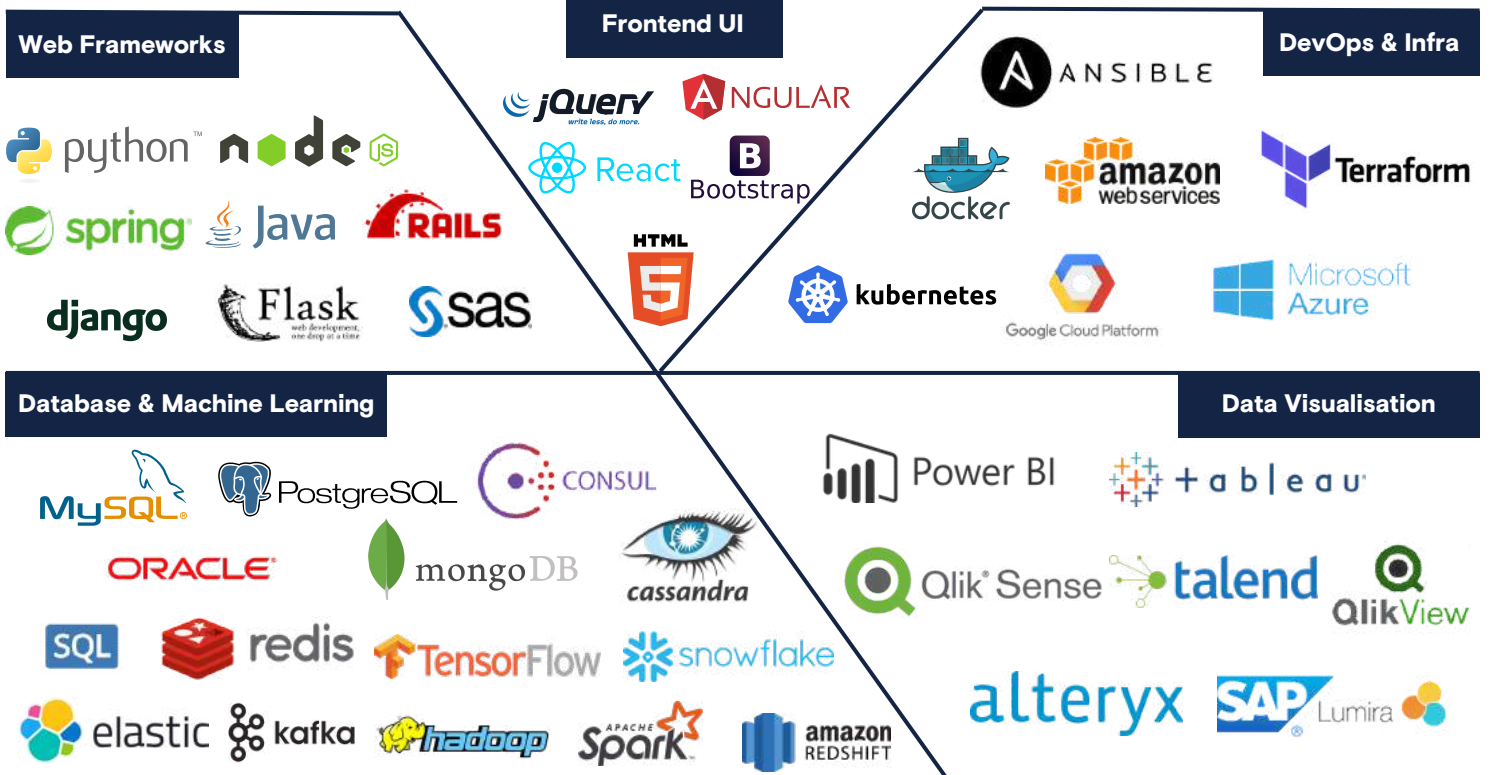 Web Frameworks
python™
node JS
spring®
Java
RAILS
django
Flask
web development,
one drop at a time
sas
Frontend UI
jQuery
write less, do more.
ANGULAR
React
B
Bootstrap
HTML
5
DevOps & Infra
A ANSIBLE
docker
amazon
web services
Terraform
kubernetes
Google Cloud Platform
Microsoft
Azure
Database & Machine Learning
MySQL®
PostgreSQL
CONSUL
ORACLE®
mongoDB
cassandra
SQL
redis
TensorFlow
snowflake
elastic
kafka
hadoop
APACHE
Spark™
amazon
REDSHIFT
Data Visualisation
Power BI
+ableau
Qlik® Sense
talend
QlikView
alteryx
SAP® Lumira